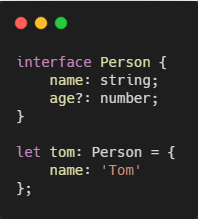 interface Person {
    name: string;
    age?: number;
}

let tom: Person = {
    name: 'Tom'
};